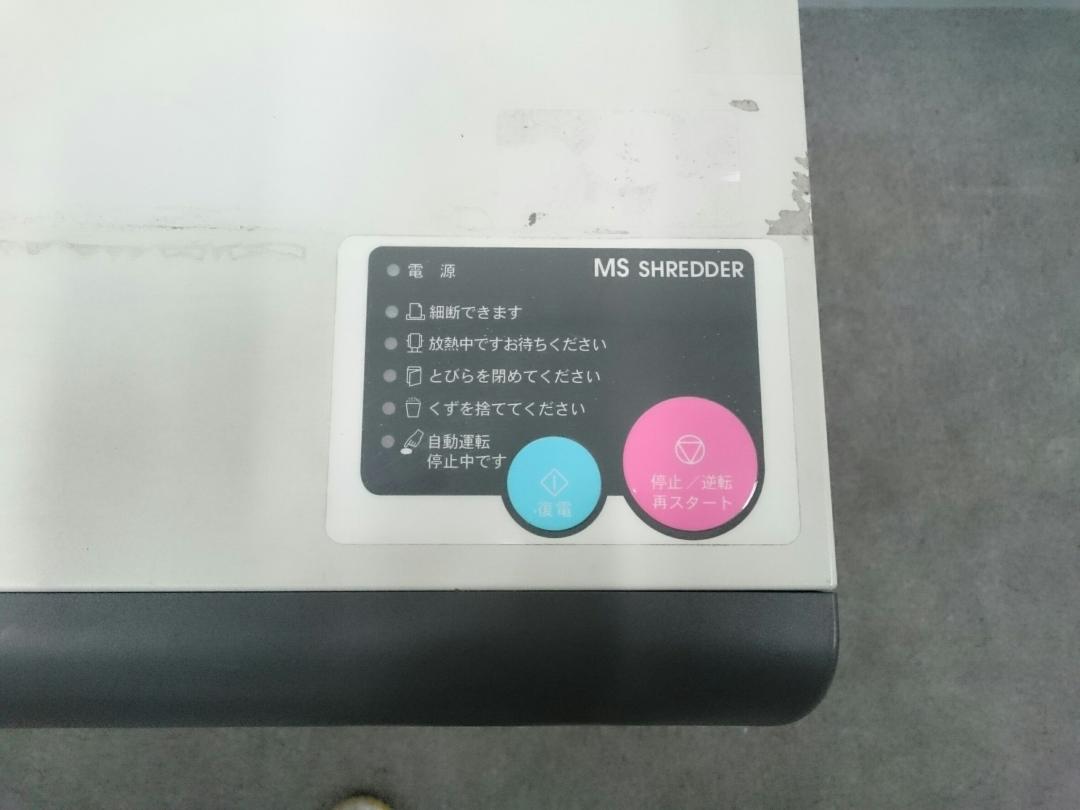 電 源
MS SHREDDER
細断できます
放熱中ですお待ちください
とびらを閉めてください
くずを捨ててください
自動運転
停止中です
復電
停止/逆転
再スタート